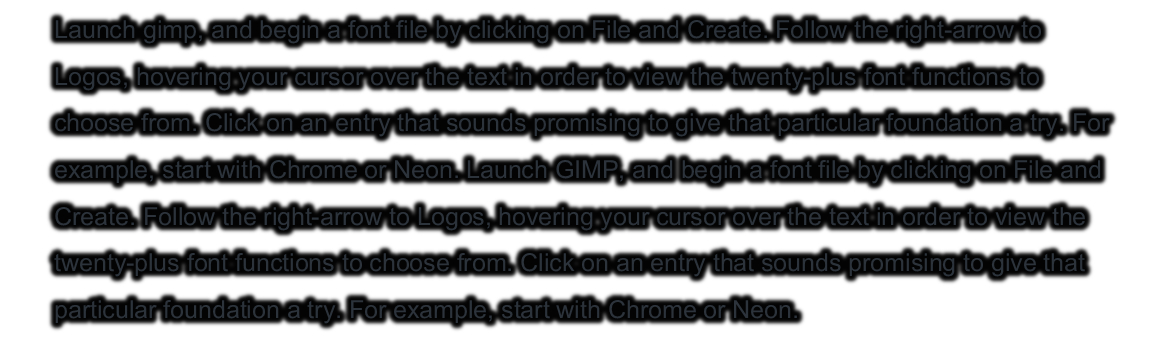 Launch gimp, and begin a font file by clicking on File and Create. Follow the right-arrow to
Logos, hovering your cursor over the text in order to view the twenty-plus font functions to
choose from. Click on an entry that sounds promising to give that particular foundation a try. For
example, start with Chrome or Neon. Launch GIMP, and begin a font file by clicking on File and
Create. Follow the right-arrow to Logos, hovering your cursor over the text in order to view the
twenty-plus font functions to choose from. Click on an entry that sounds promising to give that
particular foundation a try. For example, start with Chrome or Neon.